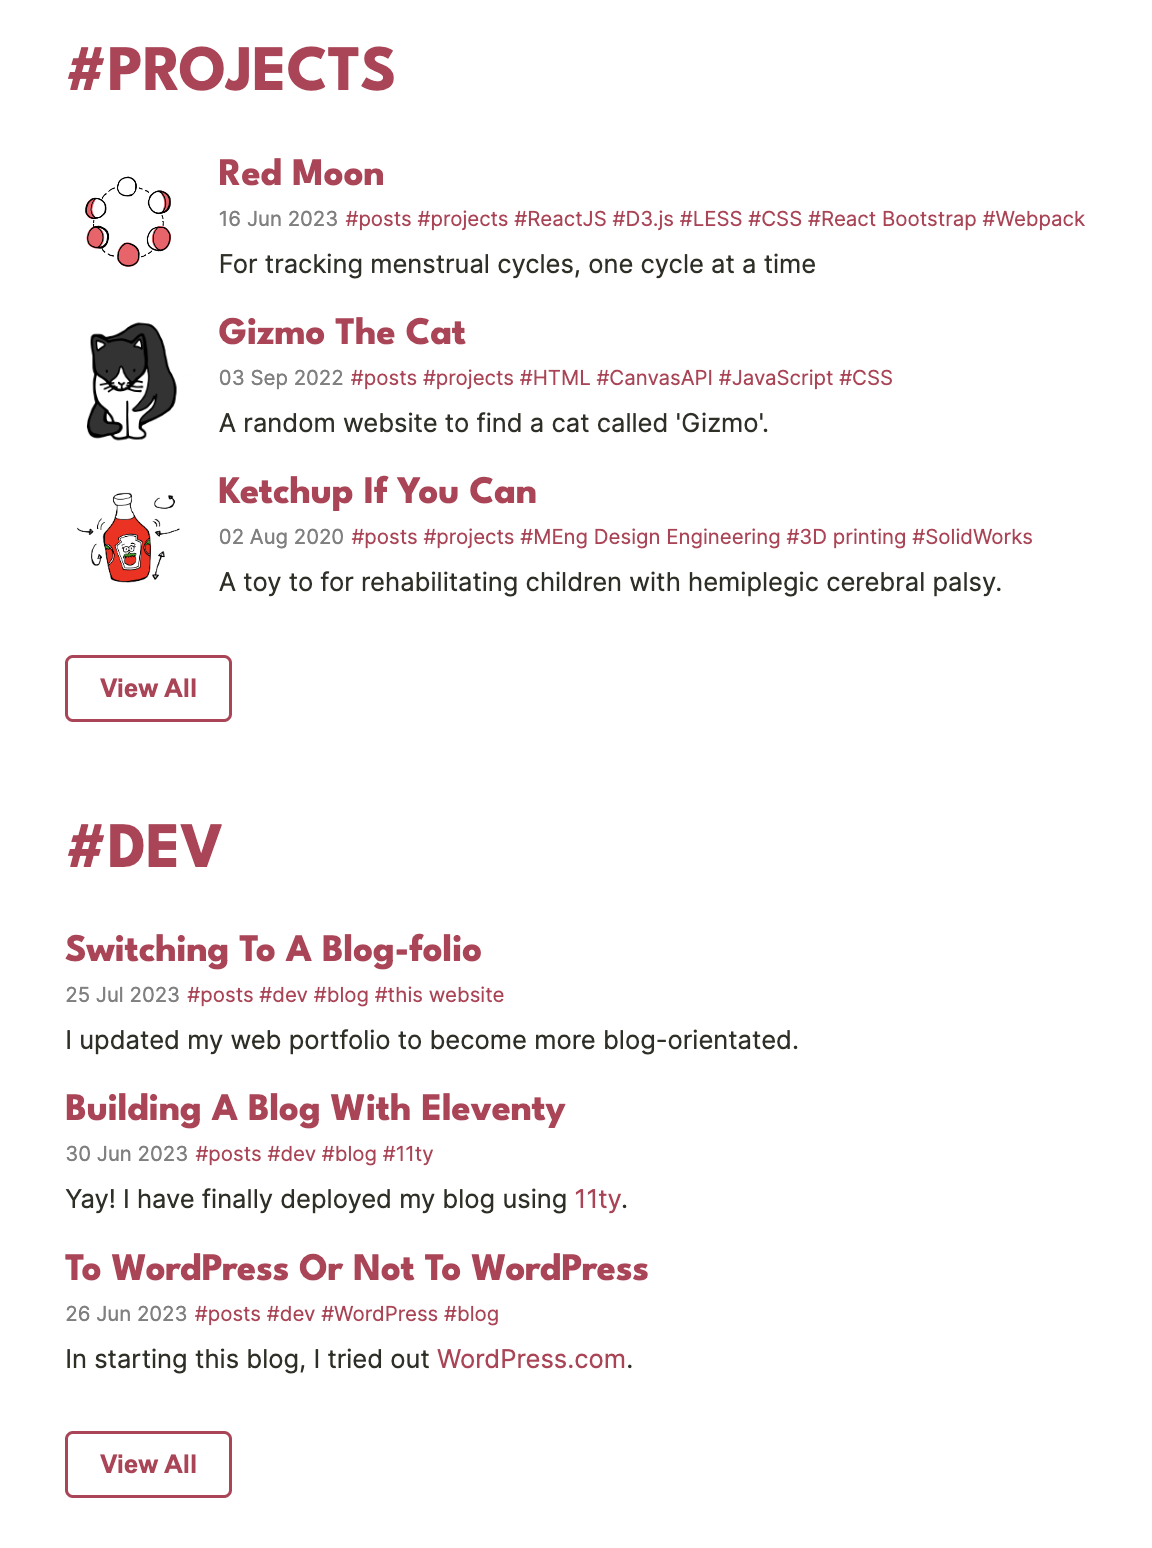 #PROJECTS
Red Moon
16 Jun 2023 #posts #projects #ReactJS #D3.js #LESS #CSS #React Bootstrap #Webpack
For tracking menstrual cycles, one cycle at a time
Gizmo The Cat
03 Sep 2022 #posts #projects #HTML #CanvasAPI #JavaScript #CSS
A random website to find a cat called 'Gizmo'.
Ketchup If You Can
02 Aug 2020 #posts #projects #MEng Design Engineering #3D printing #SolidWorks
A toy to for rehabilitating children with hemiplegic cerebral palsy.
View All
#DEV
Switching To A Blog-folio
25 Jul 2023 #posts #dev #blog #this website
I updated my web portfolio to become more blog-orientated.
Building A Blog With Eleventy
30 Jun 2023 #posts #dev #blog #11ty
Yay! I have finally deployed my blog using 11ty.
To WordPress Or Not To WordPress
26 Jun 2023 #posts #dev #WordPress #blog
In starting this blog, I tried out WordPress.com.
View All